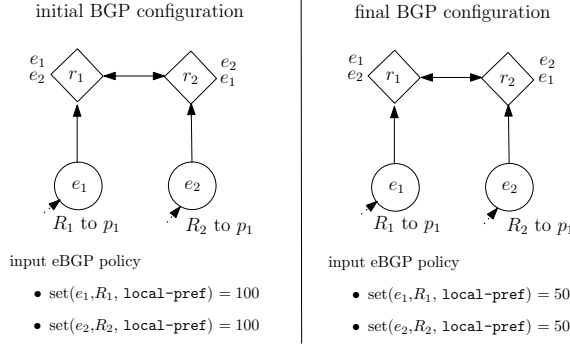 initial BGP configuration
e₁
e₂
r₁
r₂
e₂
e₁
e₁
e₂
R₁ to p₁
R₂ to p₁
input eBGP policy
• set(e₁,R₁, local-pref) = 100
• set(e₂,R₂, local-pref) = 100
final BGP configuration
e₁
e₂
r₁
r₂
e₂
e₁
e₁
e₂
R₁ to p₁
R₂ to p₁
input eBGP policy
• set(e₁,R₁, local-pref) = 50
• set(e₂,R₂, local-pref) = 50